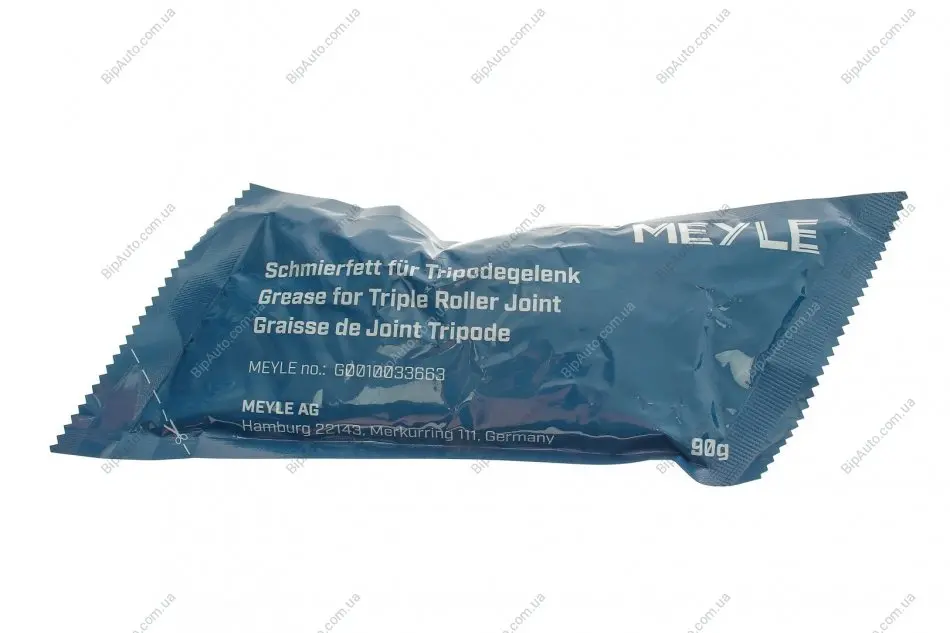 MEYLE
Schmierfett für Tripodegelenk
Grease for Triple Roller Joint
Graisse de Joint Tripode
MEYLE no.: G0010033663
MEYLE AG
Hamburg 22143, Merkurring 111, Germany
90g
BipAuto.com.ua